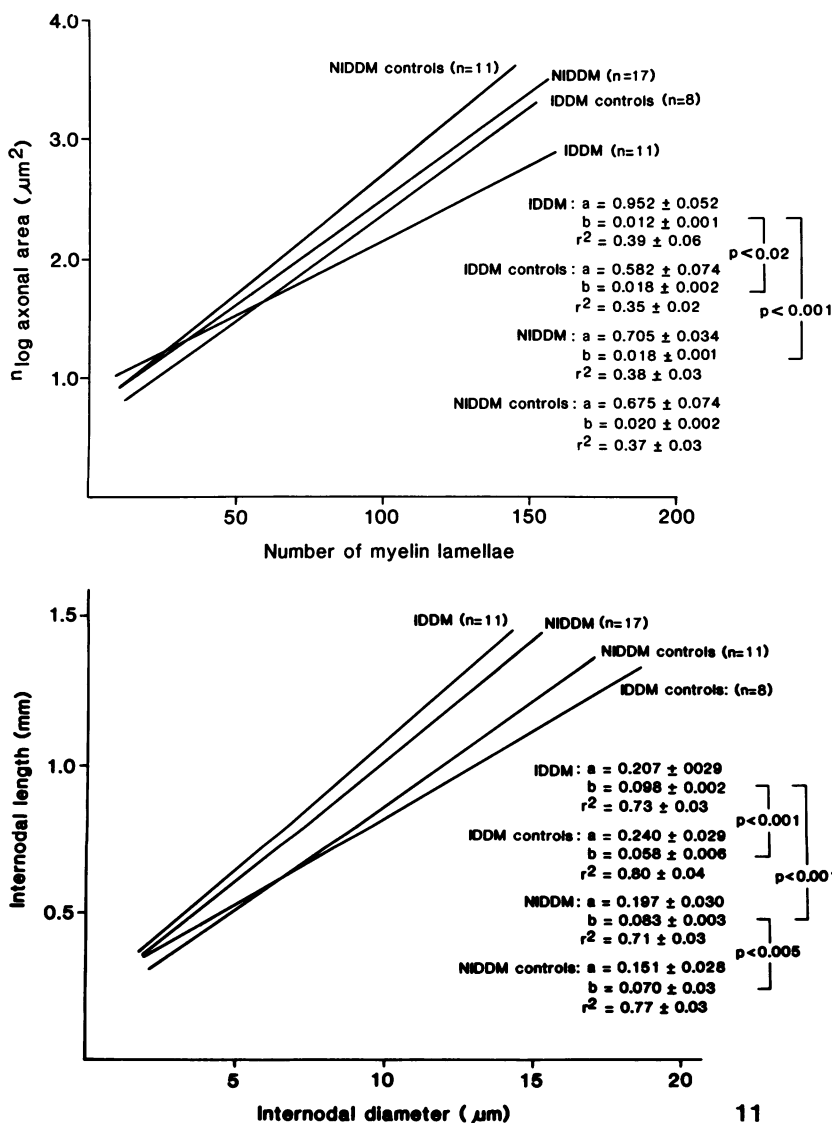 4.0
3.0
2.0
1.0
n log axonal area (μm²)
NIDDM controls (n=11)
NIDDM (n=17)
IDDM controls (n=8)
IDDM (n=11)
IDDM: a = 0.952 ± 0.052
b = 0.012 ± 0.001
r² = 0.39 ± 0.06
IDDM controls: a = 0.582 ± 0.074
b = 0.018 ± 0.002
r² = 0.35 ± 0.02
NIDDM: a = 0.705 ± 0.034
b = 0.018 ± 0.001
r² = 0.38 ± 0.03
NIDDM controls: a = 0.675 ± 0.074
b = 0.020 ± 0.002
r² = 0.37 ± 0.03
p<0.02
p<0.001
50 100 150 200
Number of myelin lamellae
1.5
1.0
0.5
Internodal length (mm)
IDDM (n=11)
NIDDM (n=17)
NIDDM controls (n=11)
IDDM controls: (n=8)
IDDM: a = 0.207 ± 0029
b = 0.098 ± 0.002
r² = 0.73 ± 0.03
IDDM controls: a = 0.240 ± 0.029
b = 0.058 ± 0.006
r² = 0.80 ± 0.04
NIDDM: a = 0.197 ± 0.030
b = 0.083 ± 0.003
r² = 0.71 ± 0.03
NIDDM controls: a = 0.151 ± 0.028
b = 0.070 ± 0.03
r² = 0.77 ± 0.03
p<0.001
p<0.001
p<0.005
5 10 15 20
Internodal diameter (μm)
11